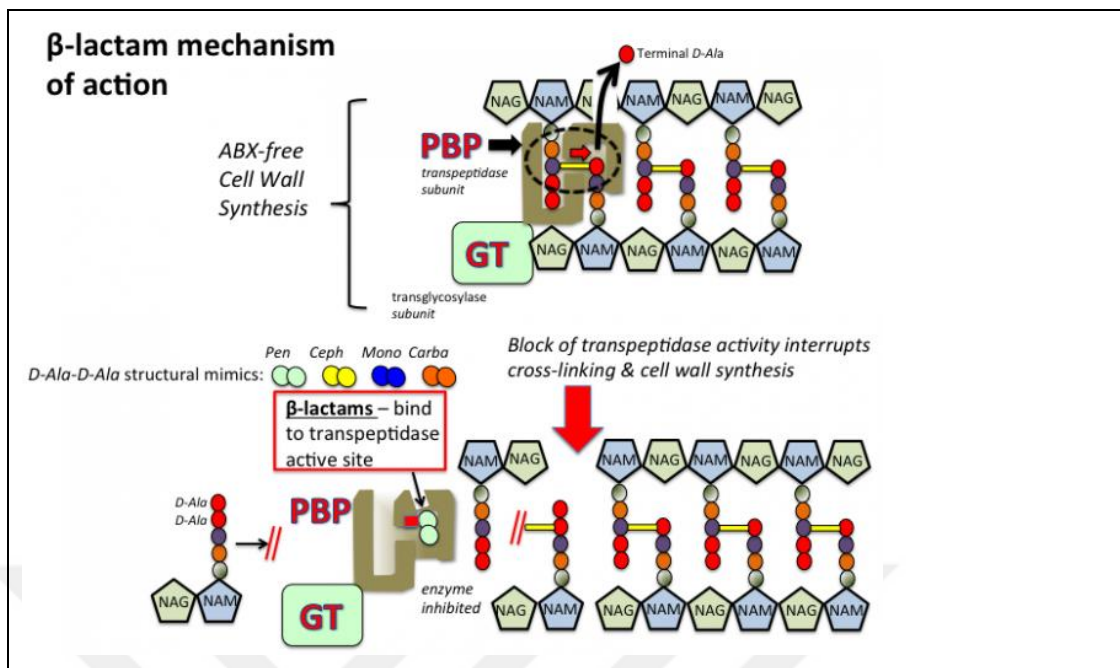 β-lactam mechanism
of action
Terminal D-Ala
NAG NAM NAM NAG NAM NAG
ABX-free
Cell Wall
Synthesis
PBP
transpeptidase
subunit
GT
NAG NAM NAG NAM NAG NAM
transglycosylase
subunit
Pen Ceph Mono Carba
D-Ala-D-Ala structural mimics:
Block of transpeptidase activity interrupts
cross-linking & cell wall synthesis
β-lactams – bind
to transpeptidase
active site
NAM NAG NAM NAG NAM NAG NAM NAG
D-Ala
D-Ala
PBP
enzyme
inhibited
NAG NAM
GT
NAG NAM NAG NAM NAG NAM NAG NAM